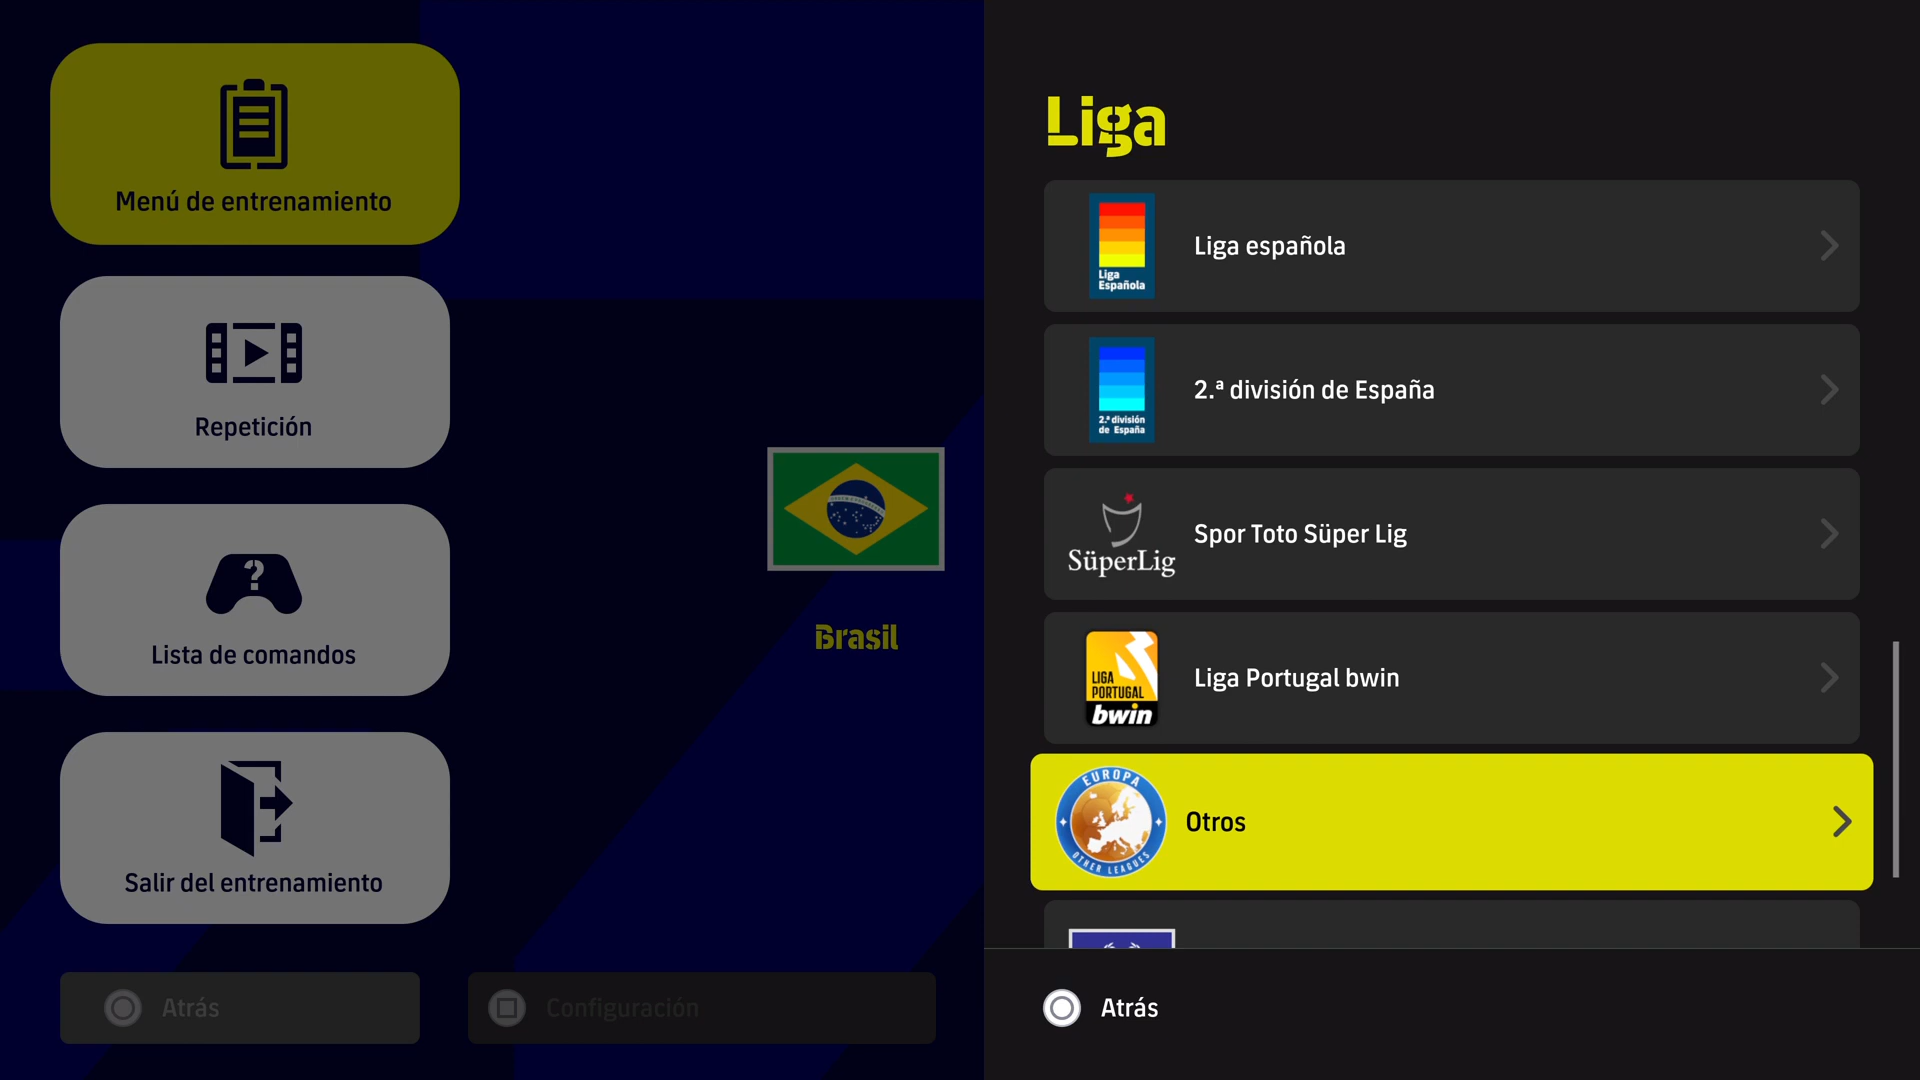 Menú de entrenamiento
Repetición
Lista de comandos
Salir del entrenamiento
Atrás
Configuración
Brasil
Liga
Liga
Española
Liga española
2.ª división
de España
2.ª división de España
SüperLig
Spor Toto Süper Lig
LIGA
PORTUGAL
bwin
Liga Portugal bwin
EUROPA
OTHER LEAGUES
Otros
Atrás